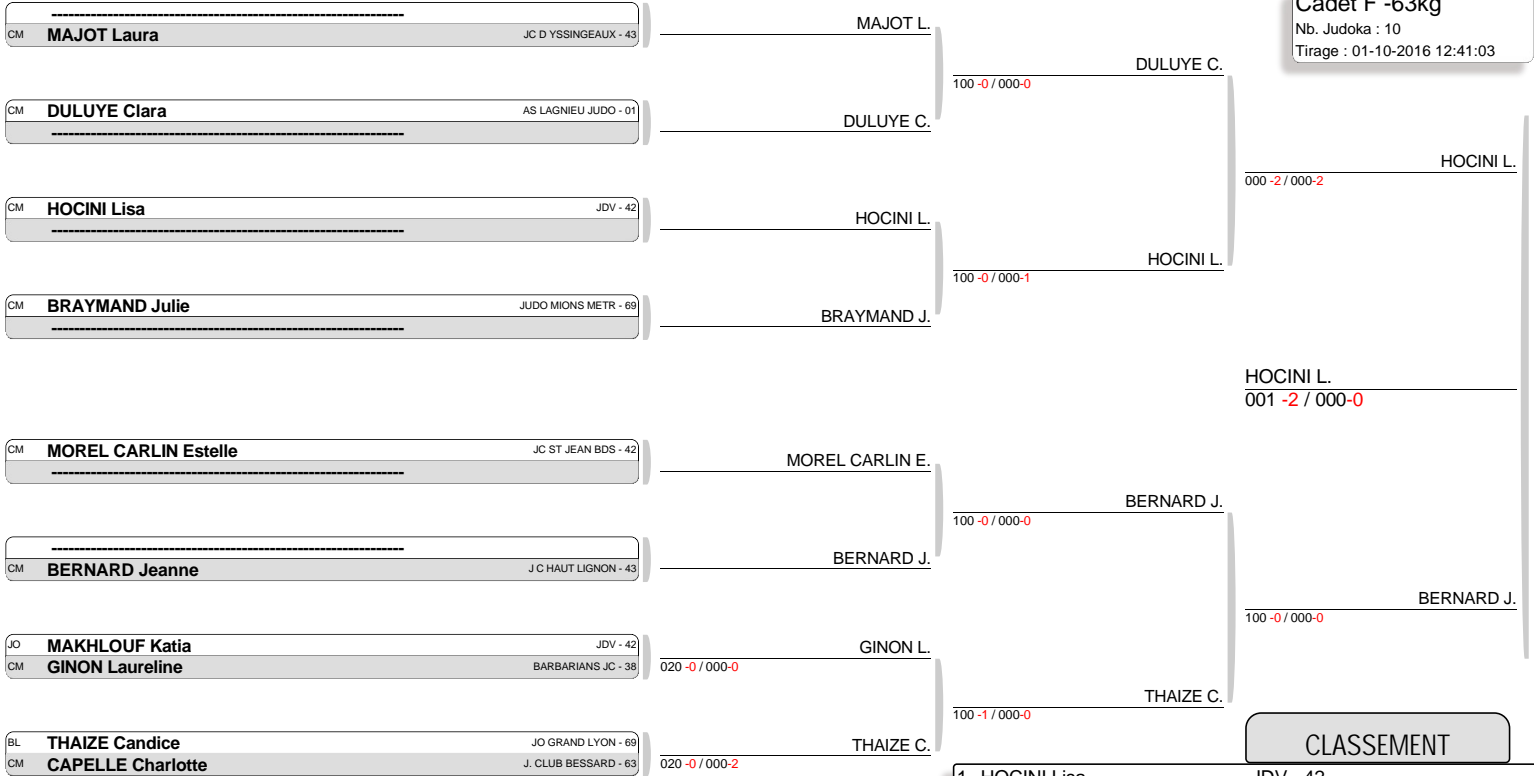 Cadet F -63kg
Nb. Judoka : 10
Tirage : 01-10-2016 12:41:03
------------------------------------------------------------
CM MAJOT Laura JC D YSSINGEAUX - 43
CM DULUYE Clara AS LAGNIEU JUDO - 01
------------------------------------------------------------
CM HOCINI Lisa JDV - 42
------------------------------------------------------------
CM BRAYMAND Julie JUDO MIONS METR - 69
------------------------------------------------------------
CM MOREL CARLIN Estelle JC ST JEAN BDS - 42
------------------------------------------------------------
------------------------------------------------------------
CM BERNARD Jeanne J C HAUT LIGNON - 43
JO MAKHLOUF Katia JDV - 42
CM GINON Laureline BARBARIANS JC - 38
BL THAIZE Candice JO GRAND LYON - 69
CM CAPELLE Charlotte J. CLUB BESSARD - 63
MAJOT L.
DULUYE C.
HOCINI L.
BRAYMAND J.
MOREL CARLIN E.
BERNARD J.
GINON L.
020 -0 / 000-0
THAIZE C.
020 -0 / 000-2
DULUYE C.
100 -0 / 000-0
HOCINI L.
100 -0 / 000-1
BERNARD J.
100 -0 / 000-0
THAIZE C.
100 -1 / 000-0
HOCINI L.
000 -2 / 000-2
HOCINI L.
001 -2 / 000-0
BERNARD J.
100 -0 / 000-0
CLASSEMENT
1- HOCINI Lisa JDV - 42